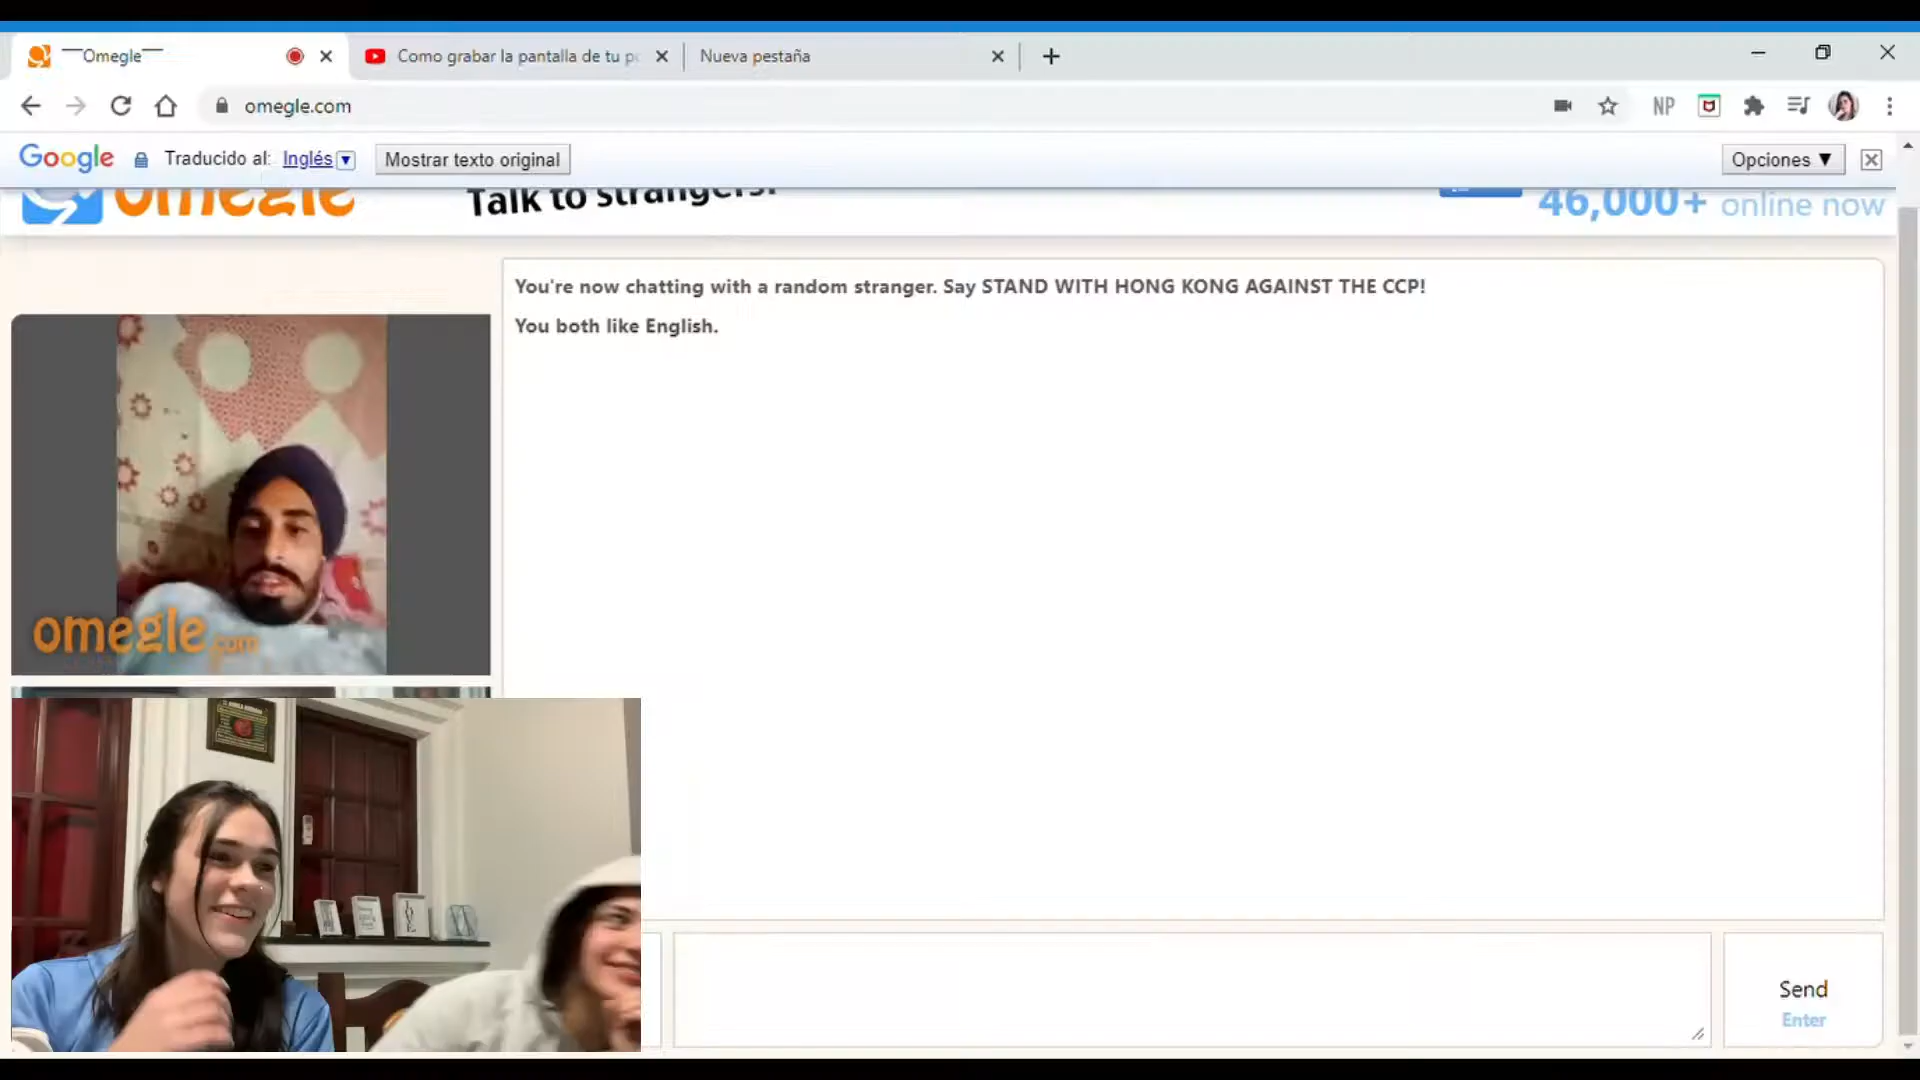 Omegle
Como grabar la pantalla de tu p
Nueva pestaña
omegle.com
NP
Google Traducido al: Inglés Mostrar texto original Opciones
omegle Talk to strangers! 46,000+ online now
You're now chatting with a random stranger. Say STAND WITH HONG KONG AGAINST THE CCP!
You both like English.
omegle.com
Send
Enter